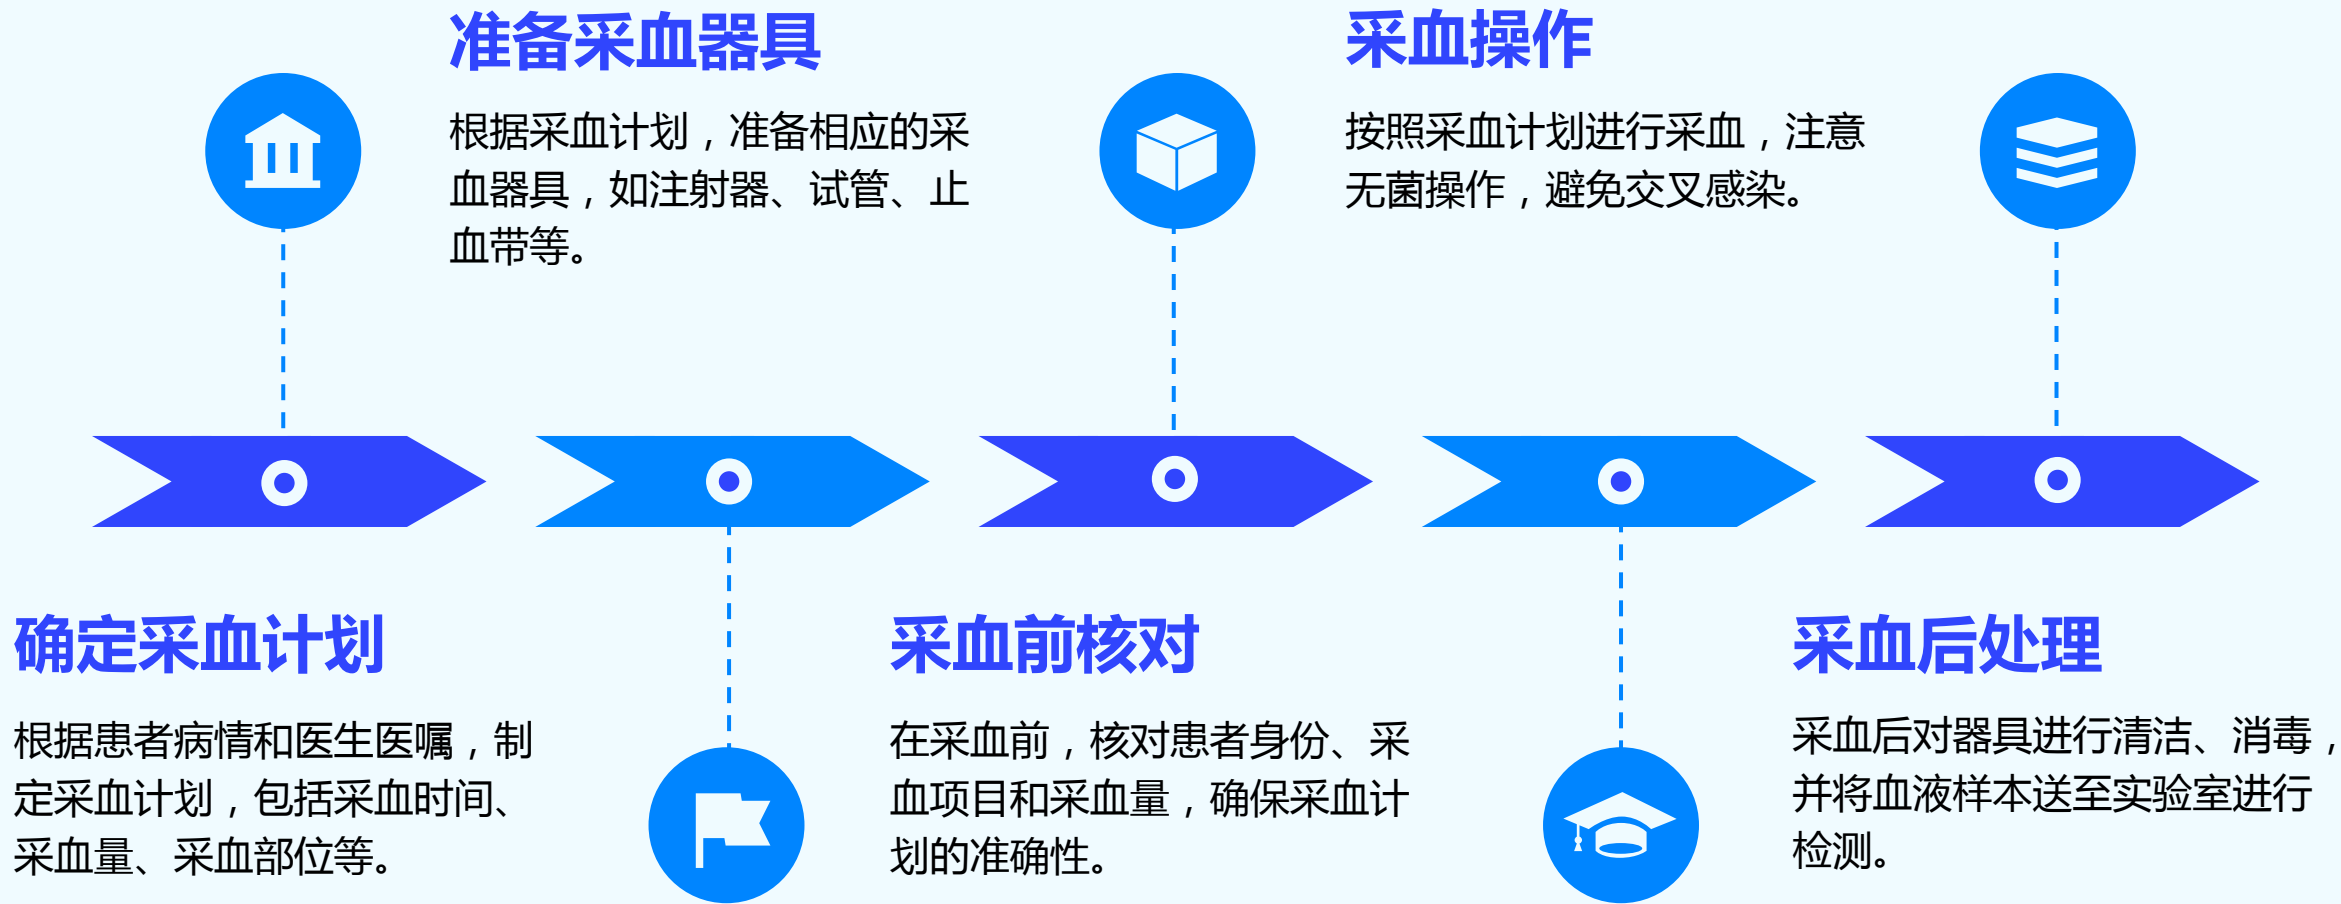 准备采血器具
根据采血计划，准备相应的采
血器具，如注射器、试管、止
血带等。
采血操作
按照采血计划进行采血，注意
无菌操作，避免交叉感染。
确定采血计划
根据患者病情和医生医嘱，制
定采血计划，包括采血时间、
采血量、采血部位等。
采血前核对
在采血前，核对患者身份、采
血项目和采血量，确保采血计
划的准确性。
采血后处理
采血后对器具进行清洁、消毒，
并将血液样本送至实验室进行
检测。